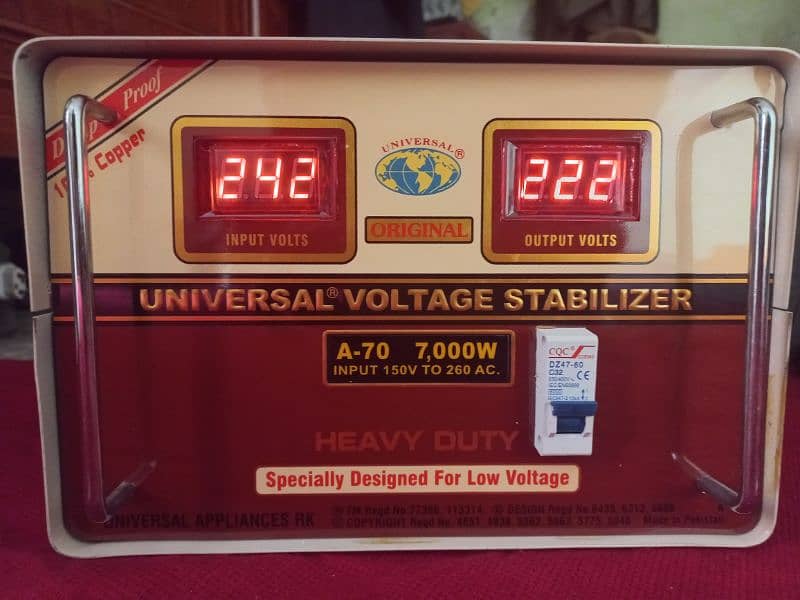 Proof
Copper
242
INPUT VOLTS
UNIVERSAL®
ORIGINAL
222
OUTPUT VOLTS
UNIVERSAL® VOLTAGE STABILIZER
A-70 7,000W
INPUT 150V TO 260 AC.
CQC
DZ47-60
C32
HEAVY DUTY
Specially Designed For Low Voltage
UNIVERSAL APPLIANCES RK
Made in Pakistan